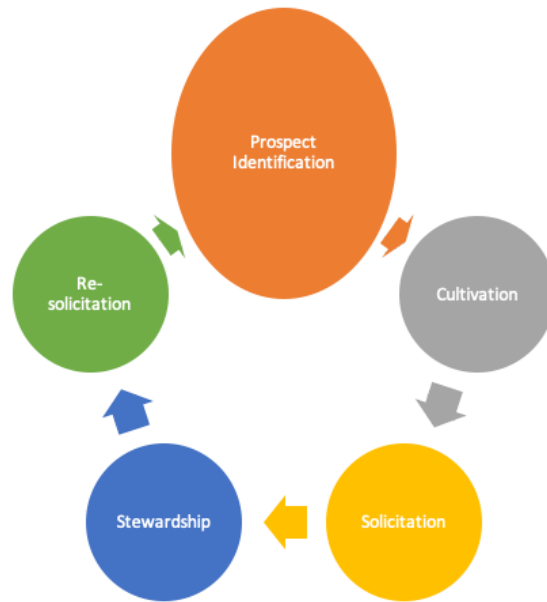 Prospect
Identification
Cultivation
Solicitation
Stewardship
Re-
solicitation